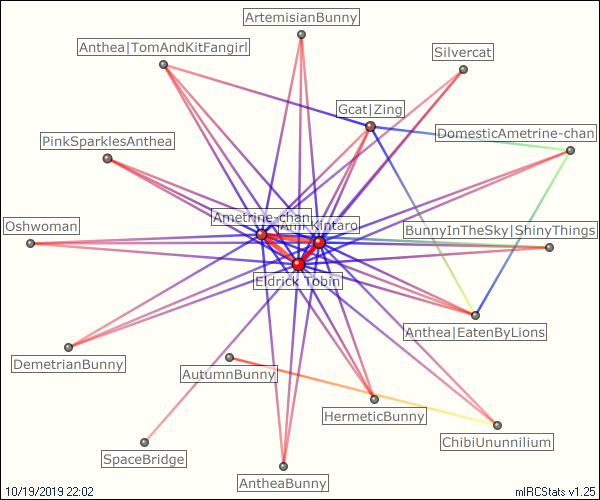 ArtemisianBunny
Anthea|TomAndKitFangirl
Silvercat
Gcat|Zing
DomesticAmetrine-chan
PinkSparklesAnthea
Ametrine-chan
Ami Kintaro
Oshwoman
BunnyInTheSky|ShinyThings
Eldrick Tobin
Anthea|EatenByLions
DemetrianBunny
AutumnBunny
HermeticBunny
ChibiUnunnilium
SpaceBridge
AntheaBunny
10/19/2019 22:02
mIRCStats v1.25